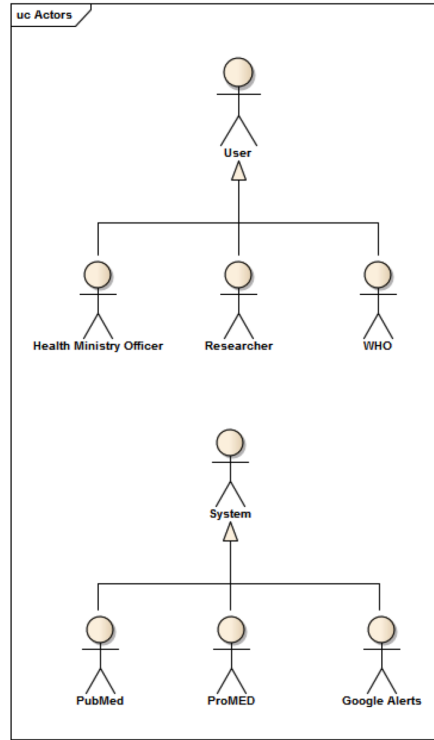 uc Actors
User
Health Ministry Officer
Researcher
WHO
System
PubMed
ProMED
Google Alerts